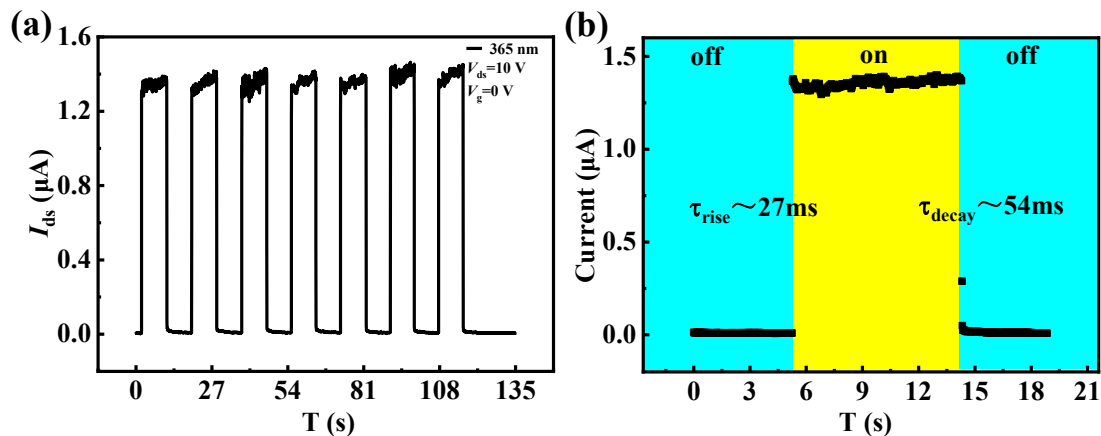 (a)
1.6
1.2
0.8
0.4
0.0
I_ds (μA)
365 nm
V_ds=10 V
V_g=0 V
0 27 54 81 108 135
T (s)
(b)
1.5
1.0
0.5
0.0
Current (μA)
off on off
τ_rise～27ms τ_decay～54ms
0 3 6 9 12 15 18 21
T (s)